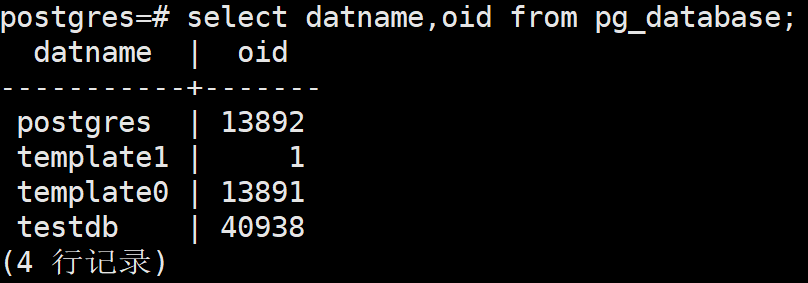 postgres=# select datname,oid from pg_database;
  datname  |  oid
-----------+-------
 postgres  | 13892
 template1 |     1
 template0 | 13891
 testdb    | 40938
(4 行记录)